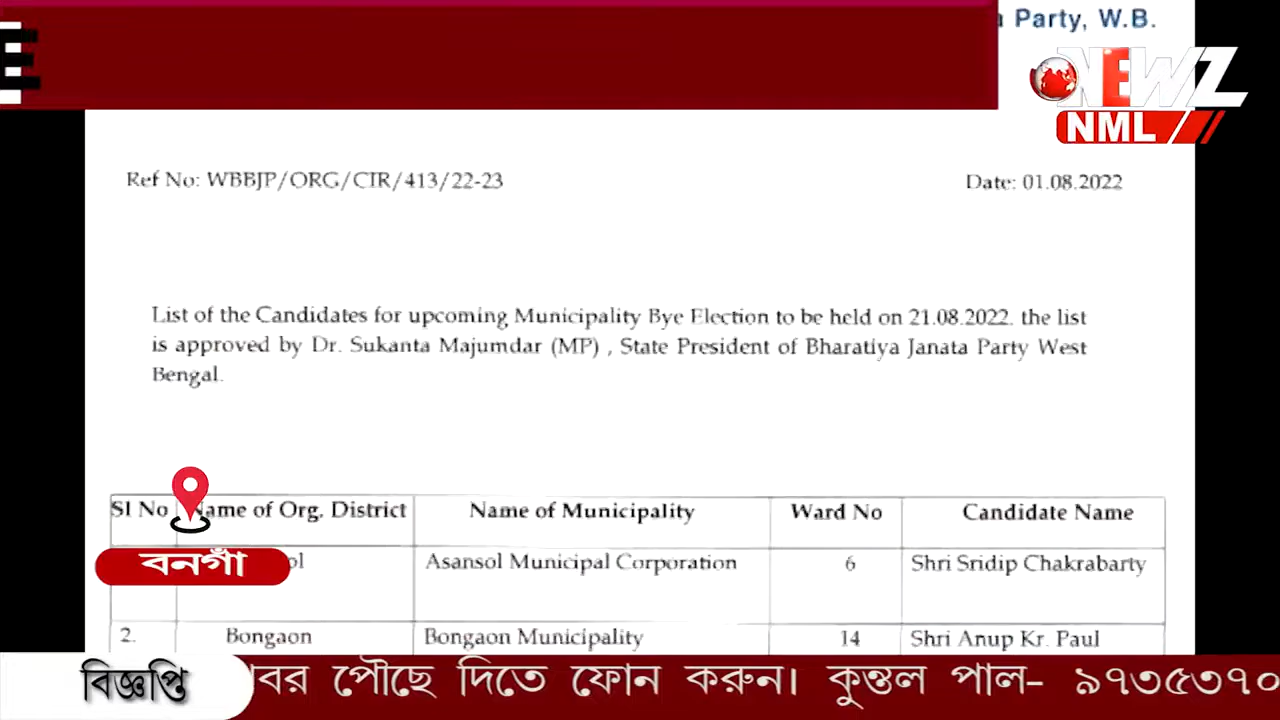 Party, W.B.
E
NEWZ
NML
Ref No: WBBJP/ORG/CIR/413/22-23
Date: 01.08.2022
List of the Candidates for upcoming Municipality Bye Election to be held on 21.08.2022. the list
is approved by Dr. Sukanta Majumdar (MP) , State President of Bharatiya Janata Party West
Bengal.
Sl No Name of Org. District Name of Municipality Ward No Candidate Name
Asansol Municipal Corporation 6 Shri Sridip Chakrabarty
বনগাঁ
2. Bongaon Bongaon Municipality 14 Shri Anup Kr. Paul
বিজ্ঞপ্তি
খবর পৌছে দিতে ফোন করুন। কুন্তল পাল- ৯৭৩৫৩৭০